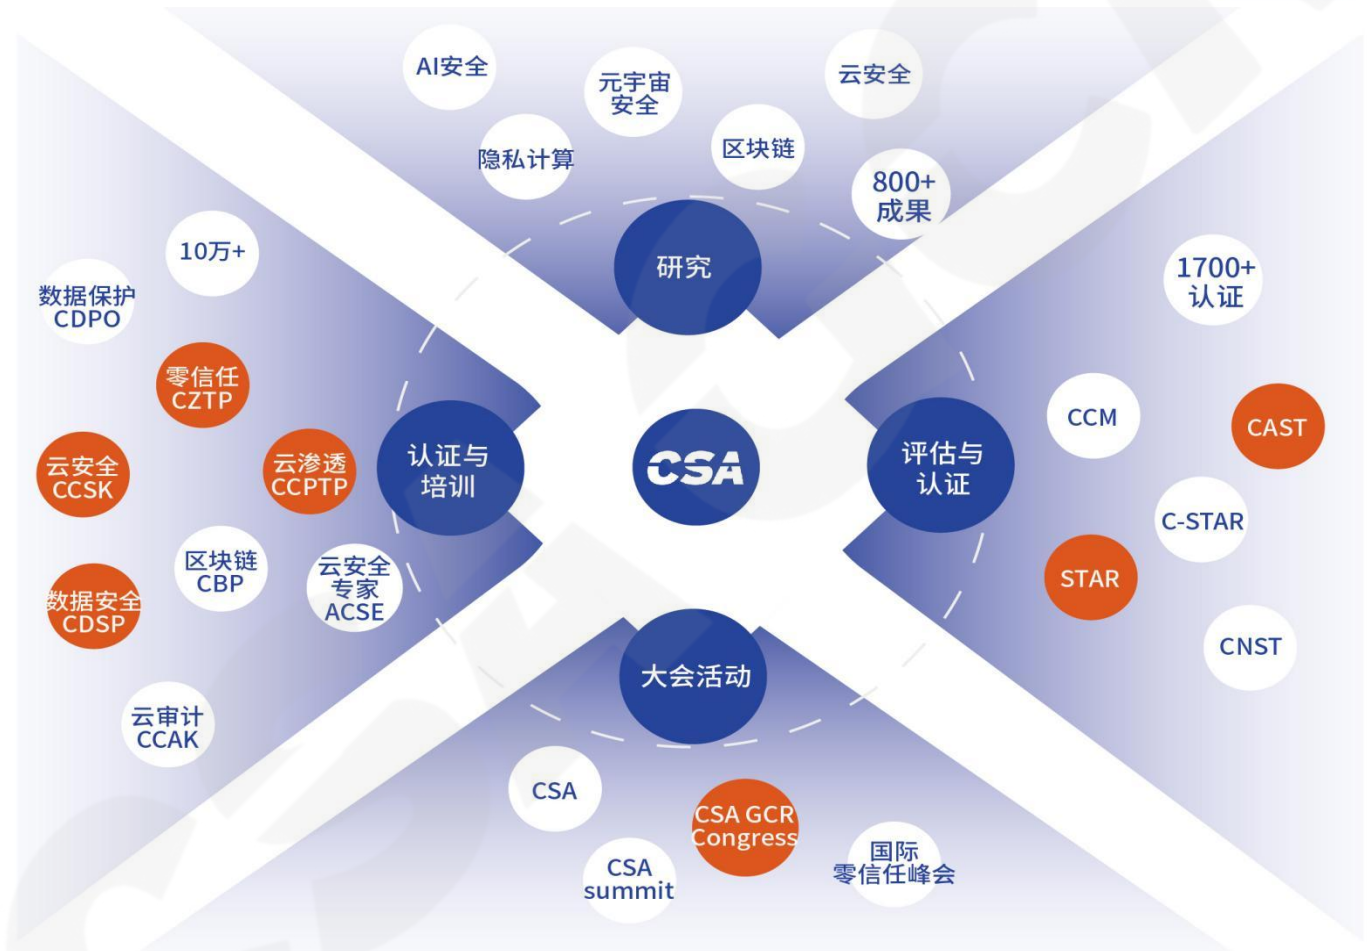 AI安全
元宇宙
安全
云安全
隐私计算
区块链
800+
成果
研究
10万+
数据保护
CDPO
零信任
CZTP
云安全
CCSK
云渗透
CCPTP
认证与
培训
区块链
CBP
云安全
专家
ACSE
数据安全
CDSP
云审计
CCAK
CSA
评估与
认证
1700+
认证
CCM
CAST
C-STAR
STAR
CNST
大会活动
CSA
CSA GCR
Congress
CSA
summit
国际
零信任峰会